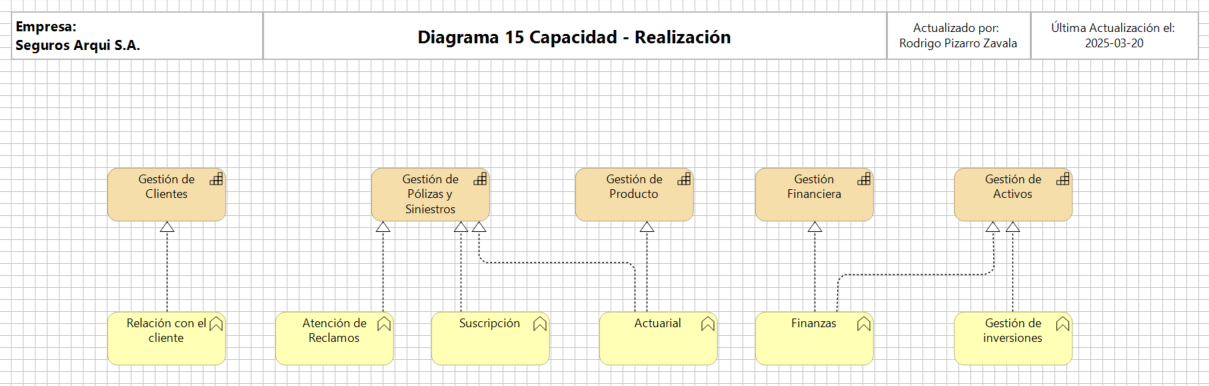 Empresa:
Seguros Arqui S.A.
Diagrama 15 Capacidad - Realización
Actualizado por:
Rodrigo Pizarro Zavala
Última Actualización el:
2025-03-20
Gestión de
Clientes
Gestión de
Pólizas y
Siniestros
Gestión de
Producto
Gestión
Financiera
Gestión de
Activos
Relación con el
cliente
Atención de
Reclamos
Suscripción
Actuarial
Finanzas
Gestión de
inversiones